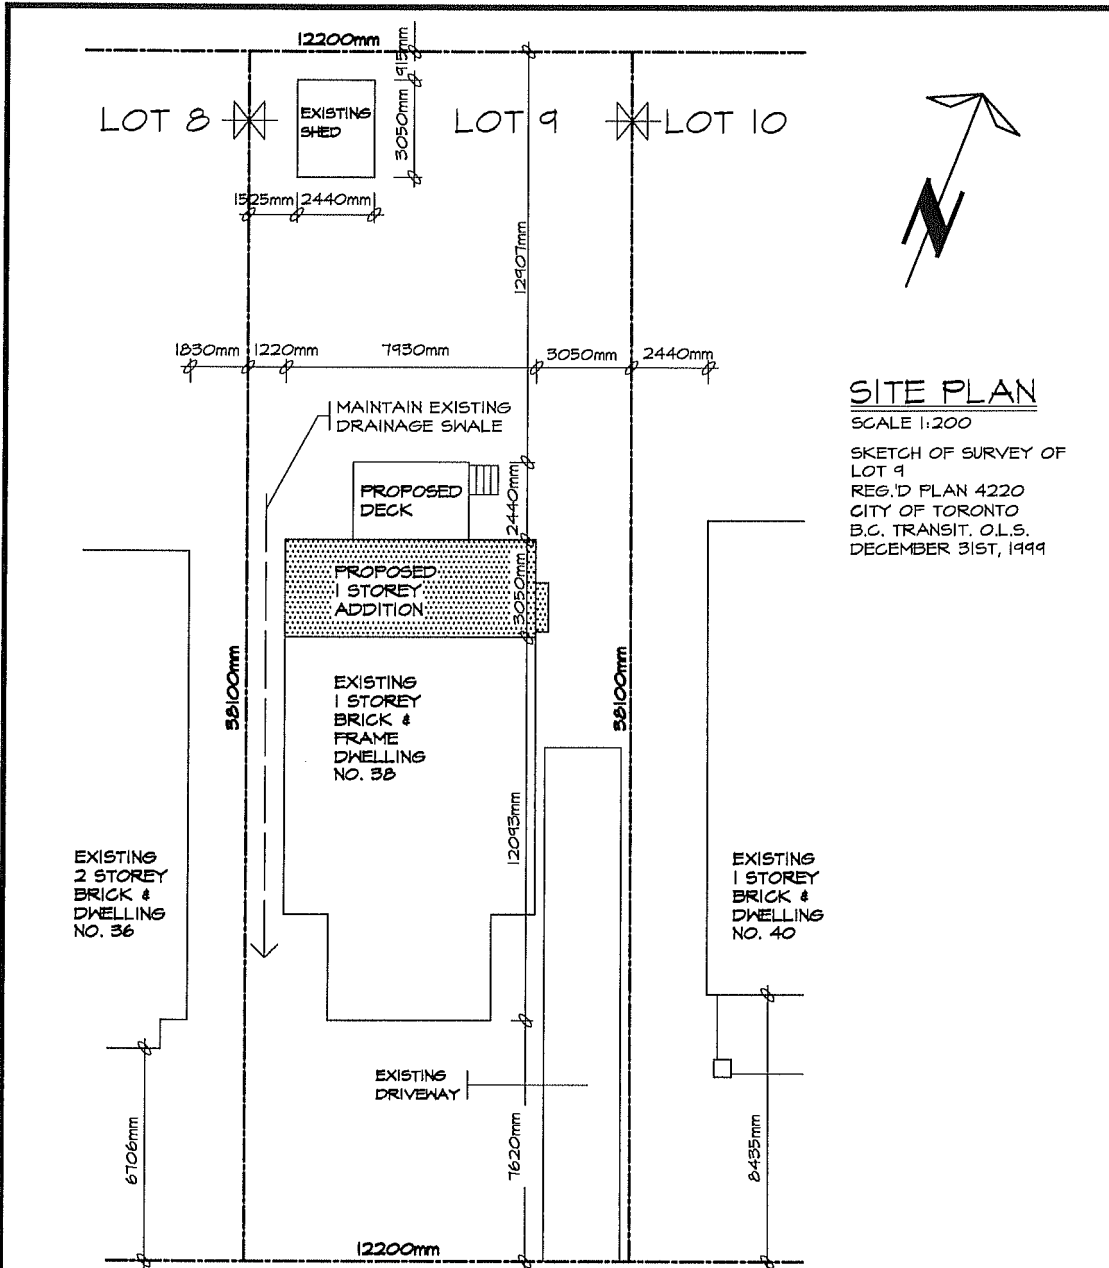 12200mm
1915mm
LOT 8
EXISTING
SHED
3050mm
LOT 9
LOT 10
1525mm
2440mm
12907mm
N
1830mm
1220mm
7930mm
3050mm
2440mm
SITE PLAN
SCALE 1:200
SKETCH OF SURVEY OF
LOT 9
REG.'D PLAN 4220
CITY OF TORONTO
B.C. TRANSIT. O.L.S.
DECEMBER 31ST, 1999
MAINTAIN EXISTING
DRAINAGE SWALE
PROPOSED
DECK
2440mm
PROPOSED
1 STOREY
ADDITION
3050mm
38100mm
EXISTING
1 STOREY
BRICK &
FRAME
DWELLING
NO. 38
38100mm
12093mm
EXISTING
2 STOREY
BRICK &
DWELLING
NO. 36
EXISTING
1 STOREY
BRICK &
DWELLING
NO. 40
EXISTING
DRIVEWAY
6706mm
7620mm
8435mm
12200mm